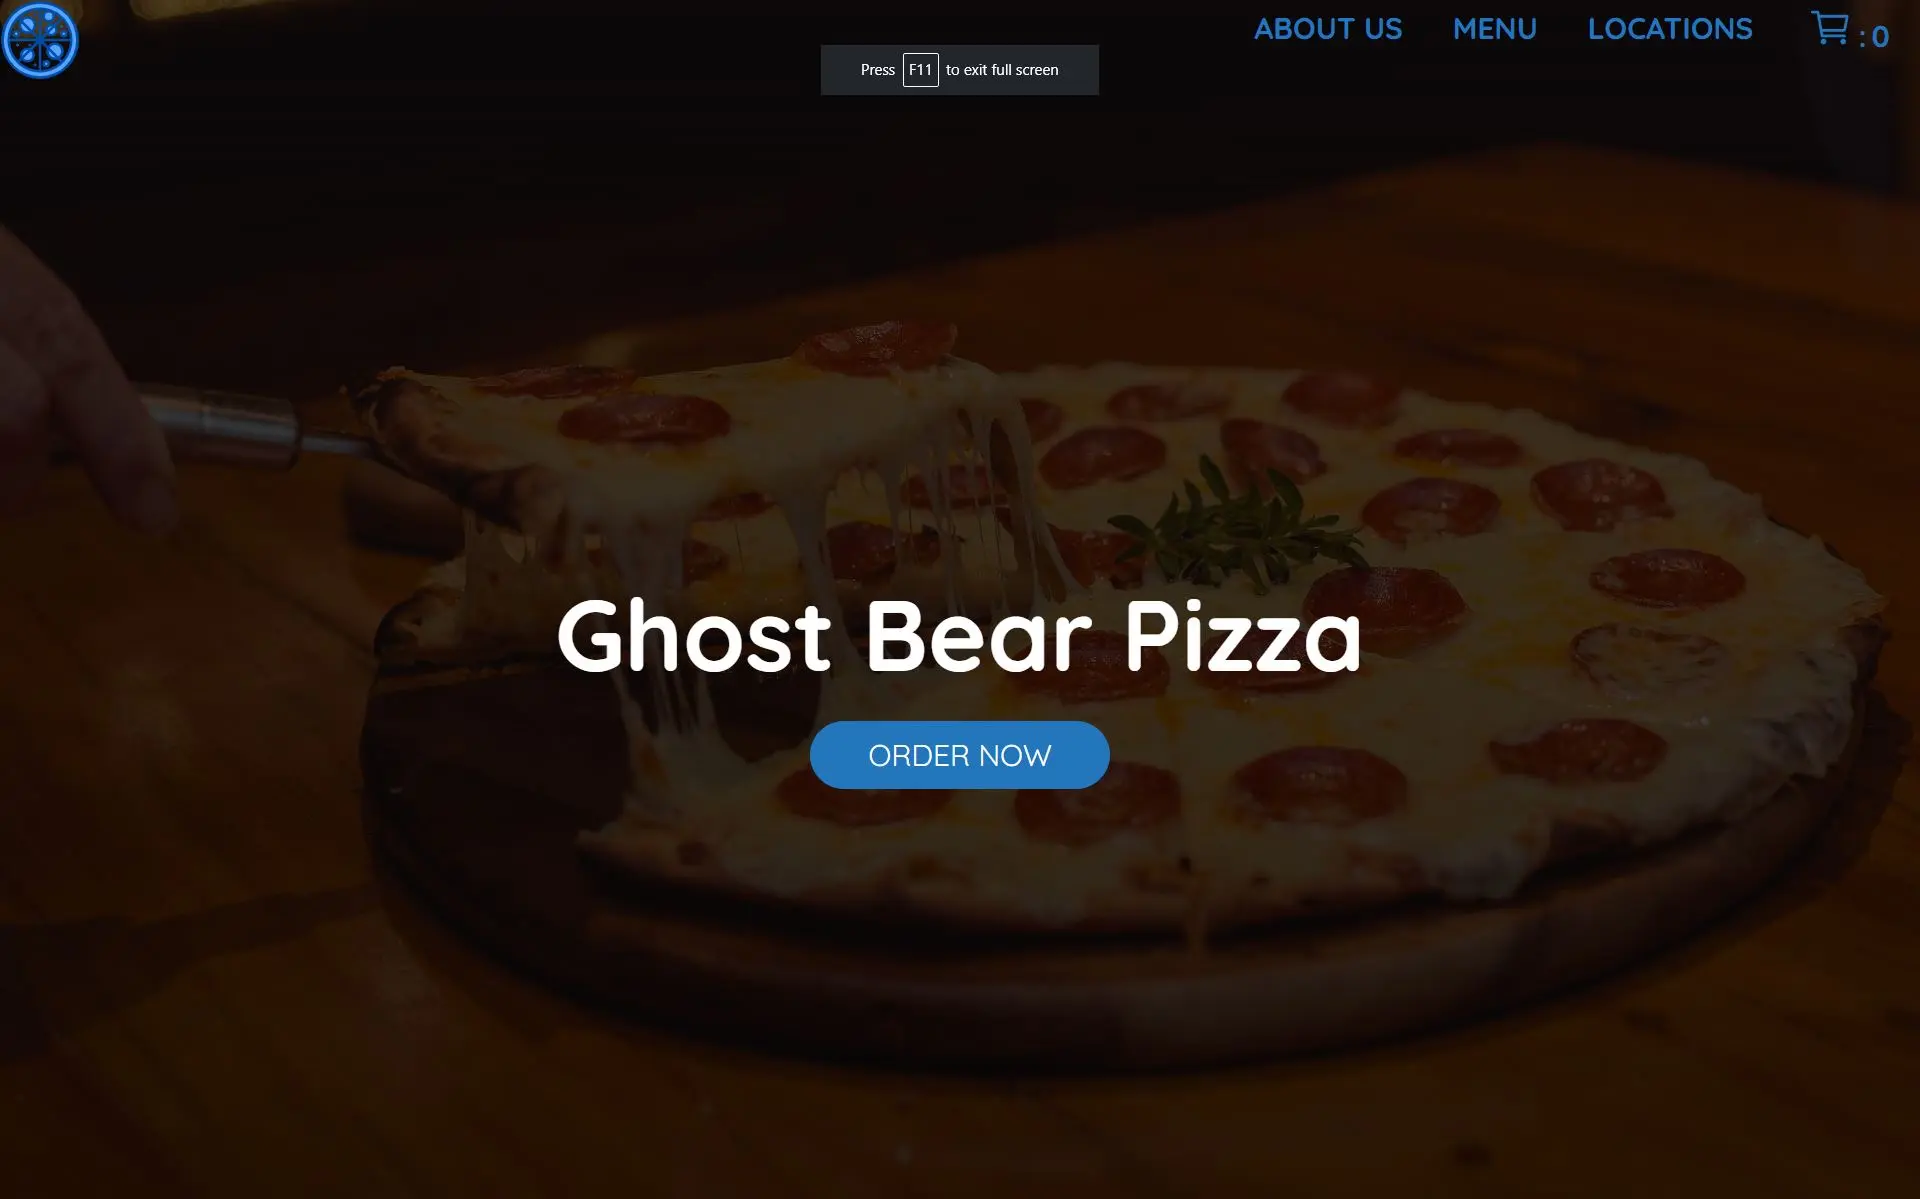 ABOUT US MENU LOCATIONS : 0
Press F11 to exit full screen
Ghost Bear Pizza
ORDER NOW